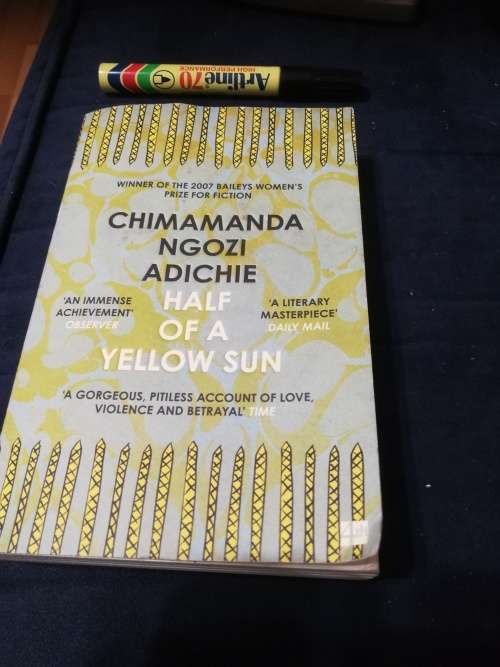 Artline 70
HIGH PERFORMANCE
WINNER OF THE 2007 BAILEYS WOMEN'S
PRIZE FOR FICTION
CHIMAMANDA
NGOZI
ADICHIE
'AN IMMENSE
ACHIEVEMENT'
OBSERVER
HALF
OF A
YELLOW SUN
'A LITERARY
MASTERPIECE'
DAILY MAIL
'A GORGEOUS, PITILESS ACCOUNT OF LOVE,
VIOLENCE AND BETRAYAL' TIME